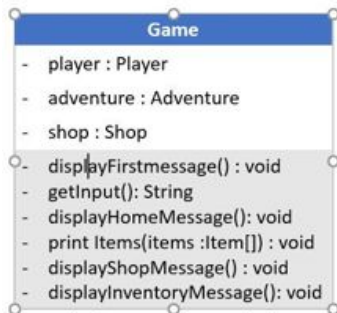 Game
- player : Player
- adventure : Adventure
- shop : Shop
- displayFirstmessage() : void
- getInput(): String
- displayHomeMessage(): void
- print Items(items :Item[]) : void
- displayShopMessage() : void
- displayInventoryMessage(): void